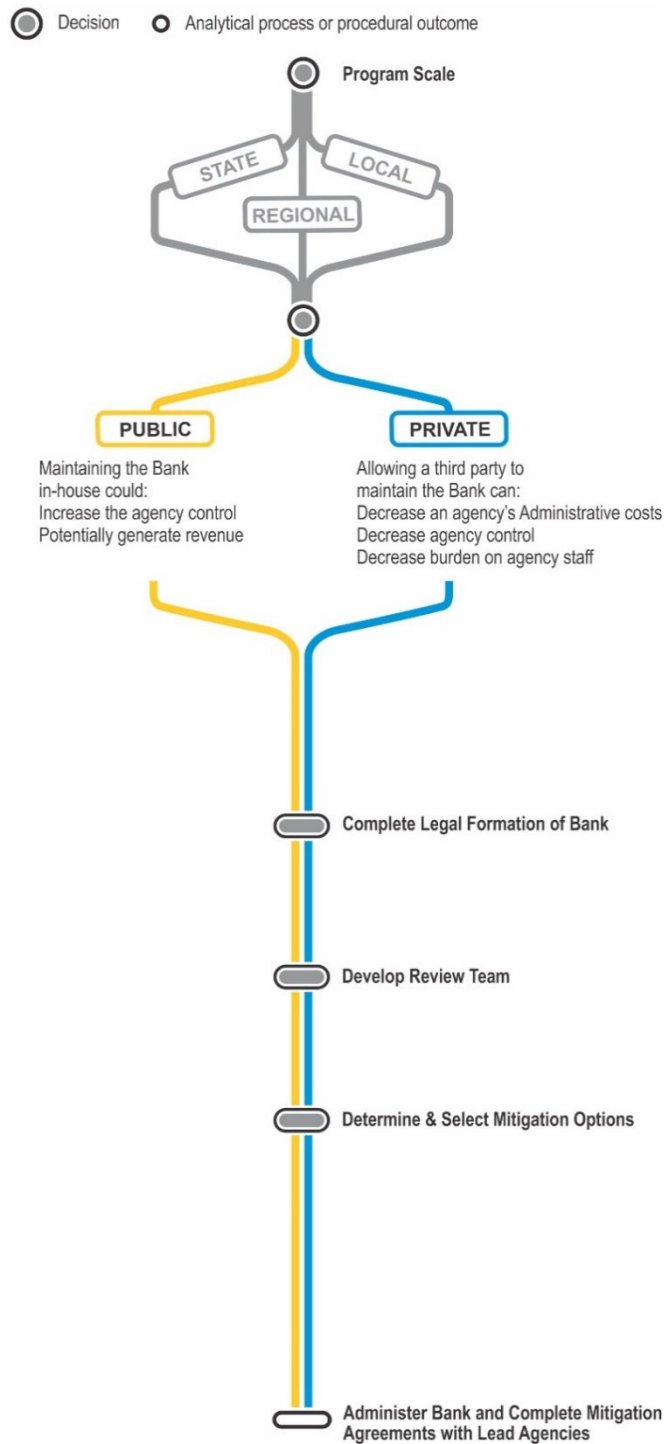 Decision
Analytical process or procedural outcome
Program Scale
STATE
LOCAL
REGIONAL
PUBLIC
Maintaining the Bank
in-house could:
Increase the agency control
Potentially generate revenue
PRIVATE
Allowing a third party to
maintain the Bank can:
Decrease an agency's Administrative costs
Decrease agency control
Decrease burden on agency staff
Complete Legal Formation of Bank
Develop Review Team
Determine & Select Mitigation Options
Administer Bank and Complete Mitigation
Agreements with Lead Agencies